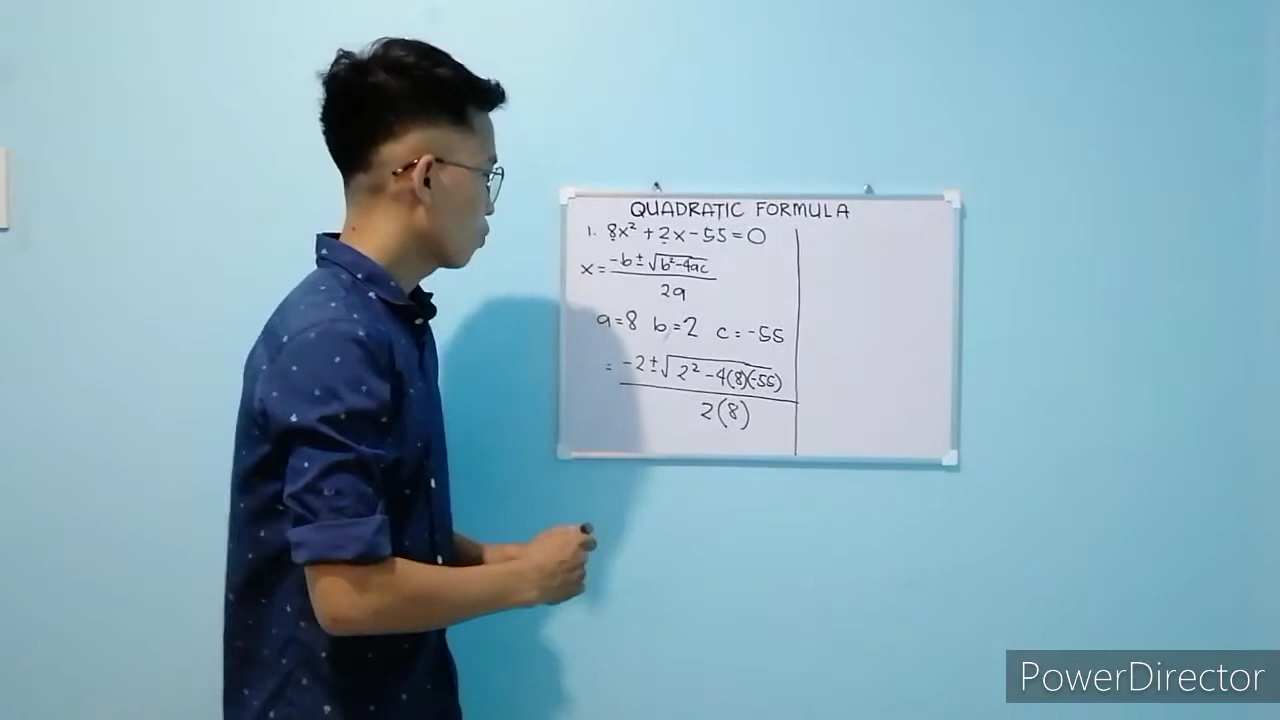 QUADRATIC FORMULA
1. 8x² + 2x - 55 = 0
x = -b ± √b²-4ac / 2a
a = 8 b = 2 c = -55
= -2 ± √2² - 4(8)(-55) / 2(8)
PowerDirector